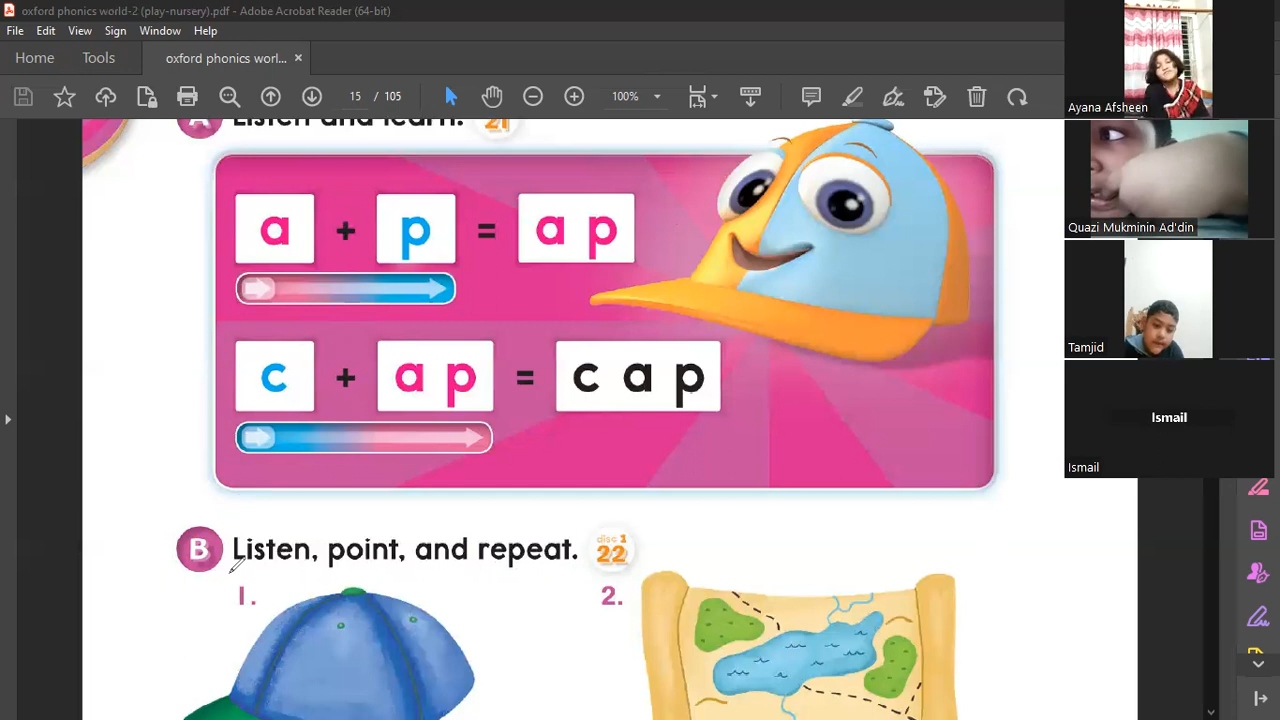 oxford phonics world-2 (play-nursery).pdf - Adobe Acrobat Reader (64-bit)
File Edit View Sign Window Help
Home Tools oxford phonics worl... ×
15 / 105 100%
A Listen and learn. 21
a + p = a p
c + a p = c a p
B Listen, point, and repeat. disc 1 22
1. 2.
Ayana Afsheen
Quazi Mukminin Ad'din
Tamjid
Ismail
Ismail